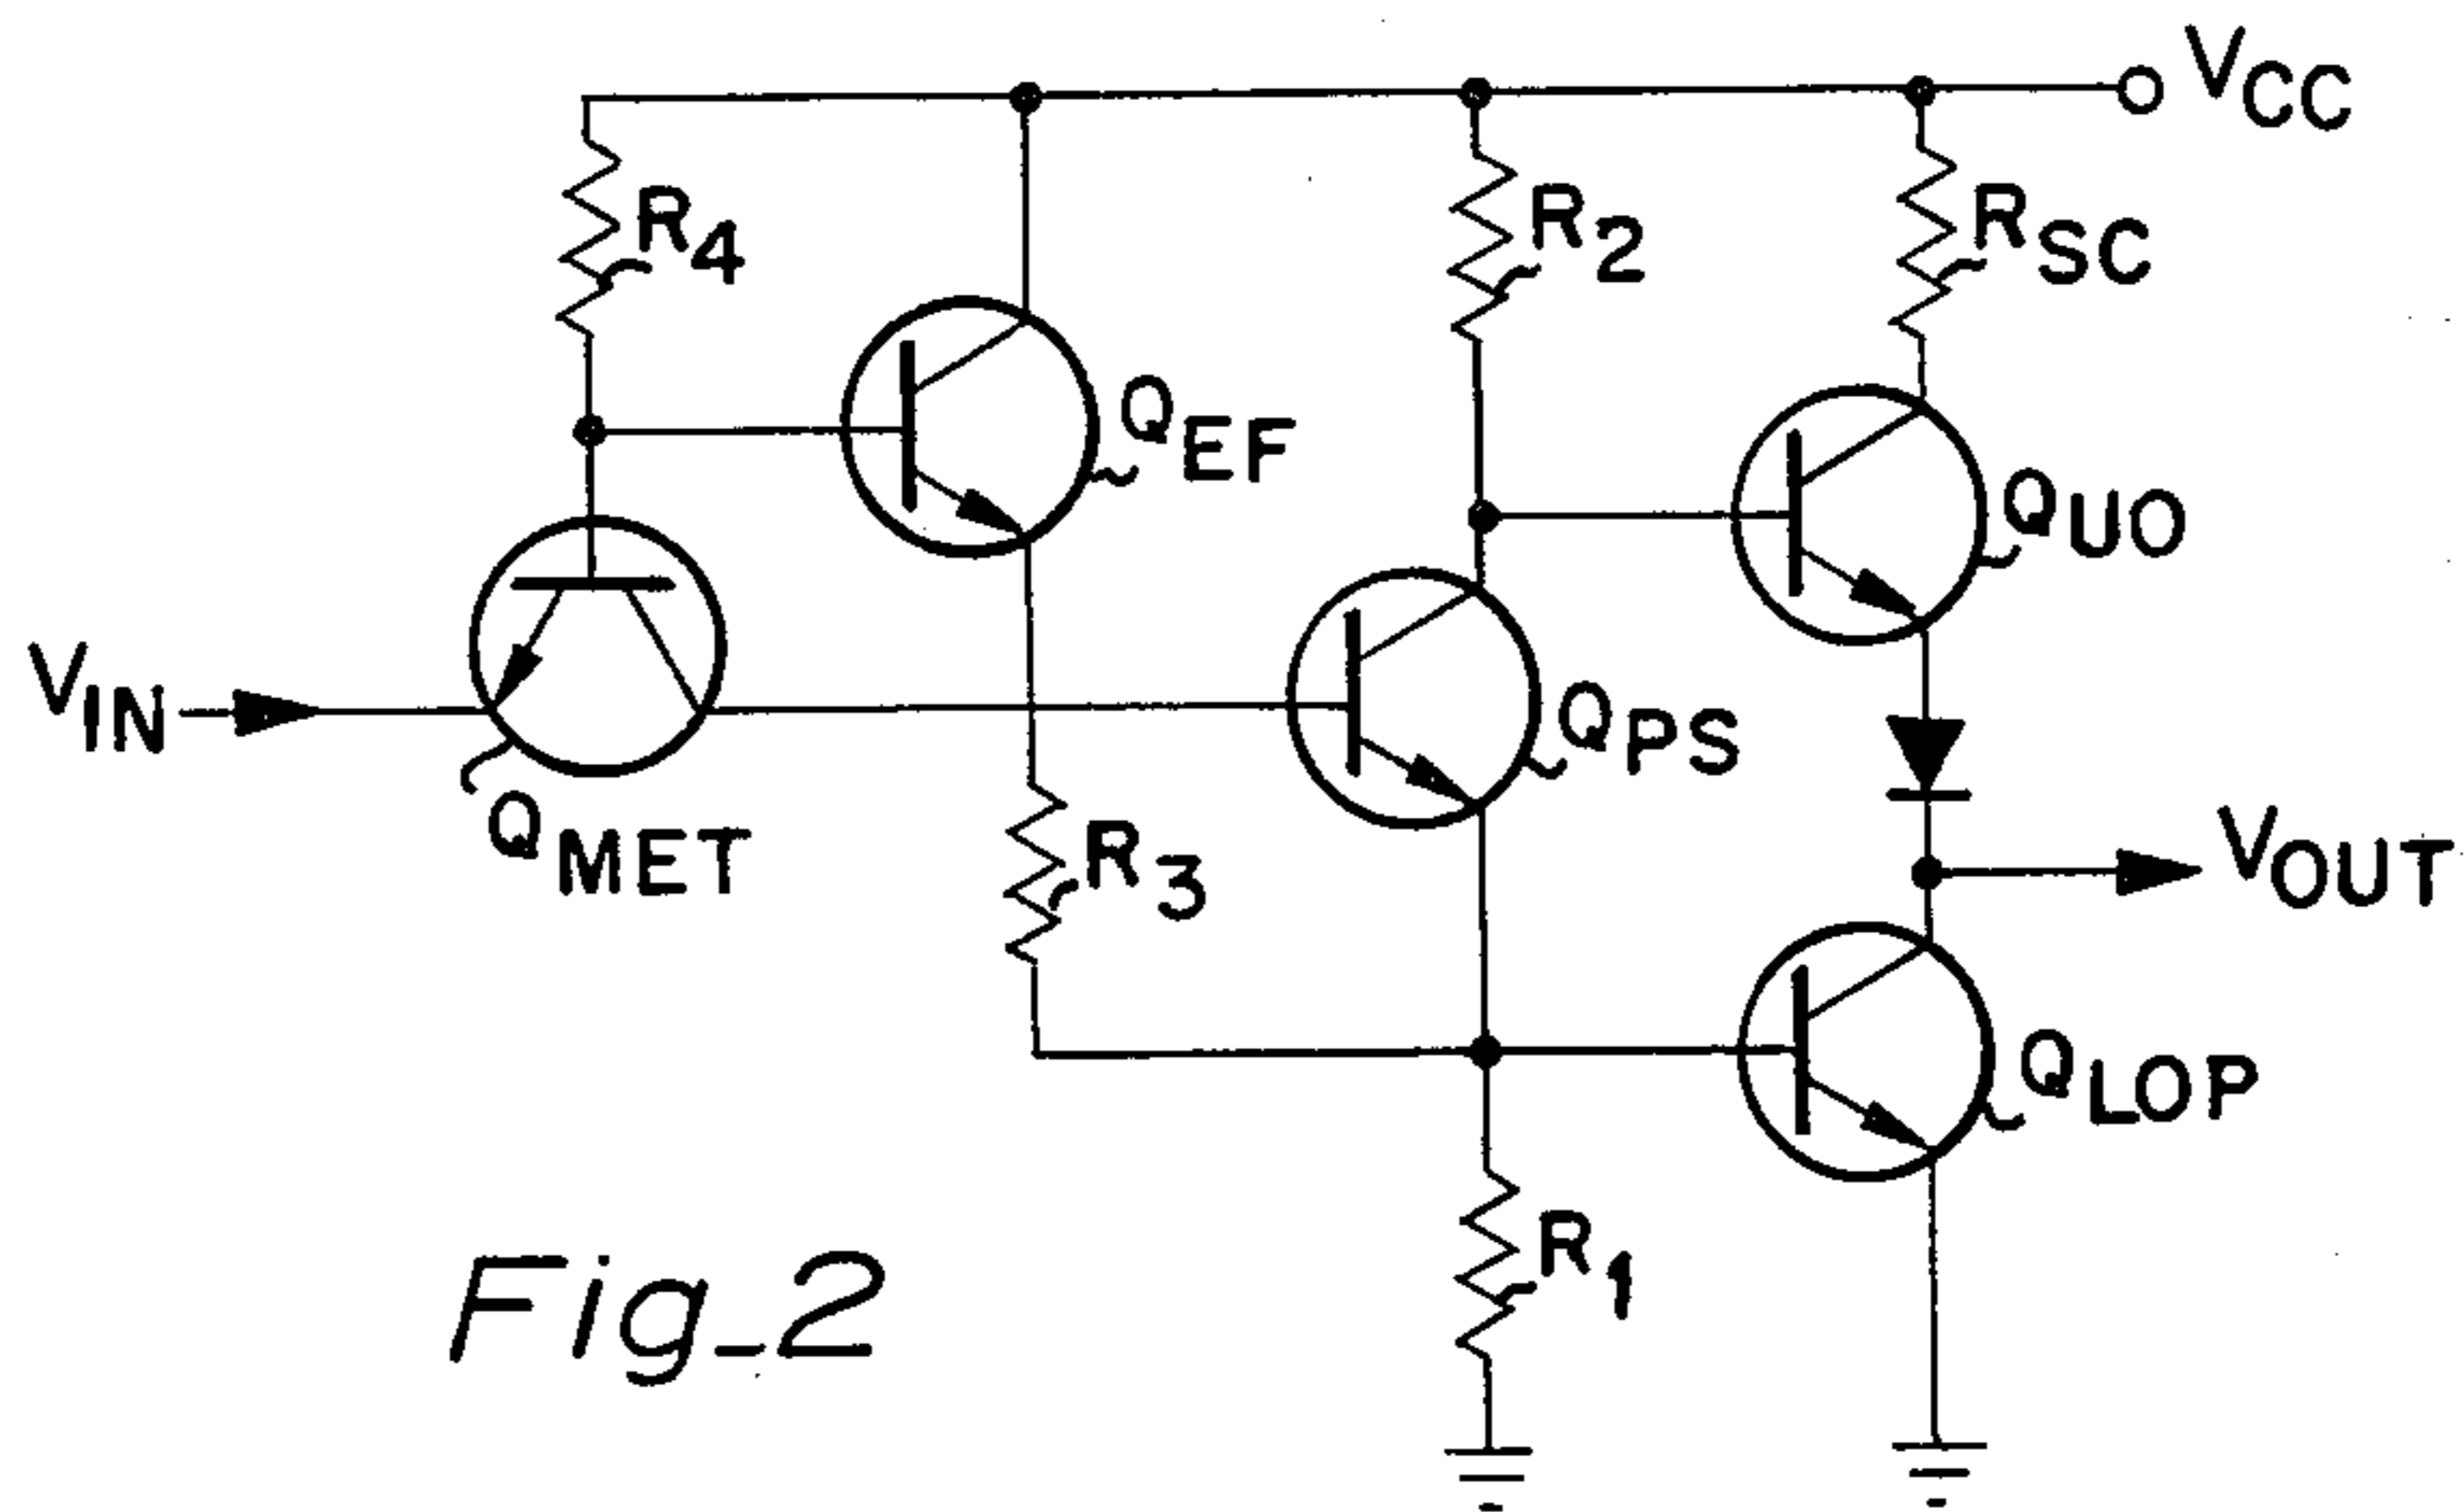 VCC
R4
R2
RSC
QEF
QUO
VIN
QPS
QMET
R3
VOUT
QLOP
R1
Fig_2